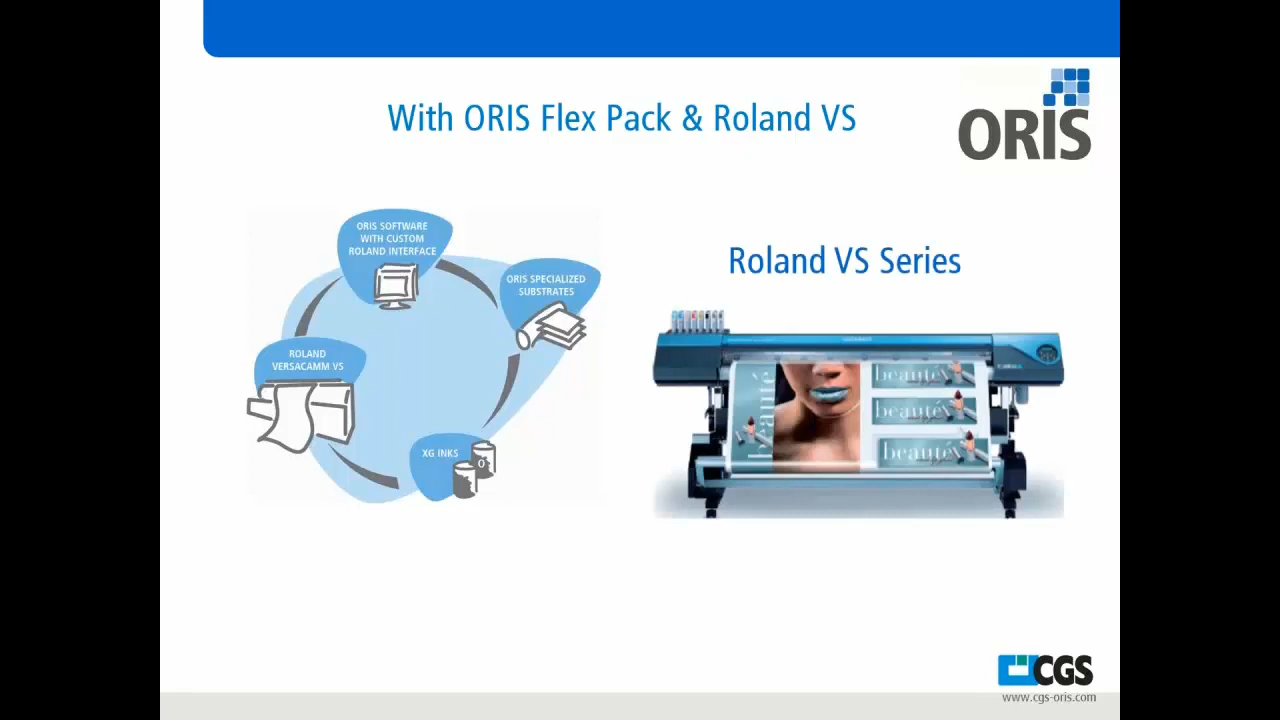 With ORIS Flex Pack & Roland VS
ORIS
ORIS SOFTWARE
WITH CUSTOM
ROLAND INTERFACE
ORIS SPECIALIZED
SUBSTRATES
ROLAND
VERSACAMM VS
XG INKS
Roland VS Series
beauté
beauté
beauté
beauté
CGS
www.cgs-oris.com